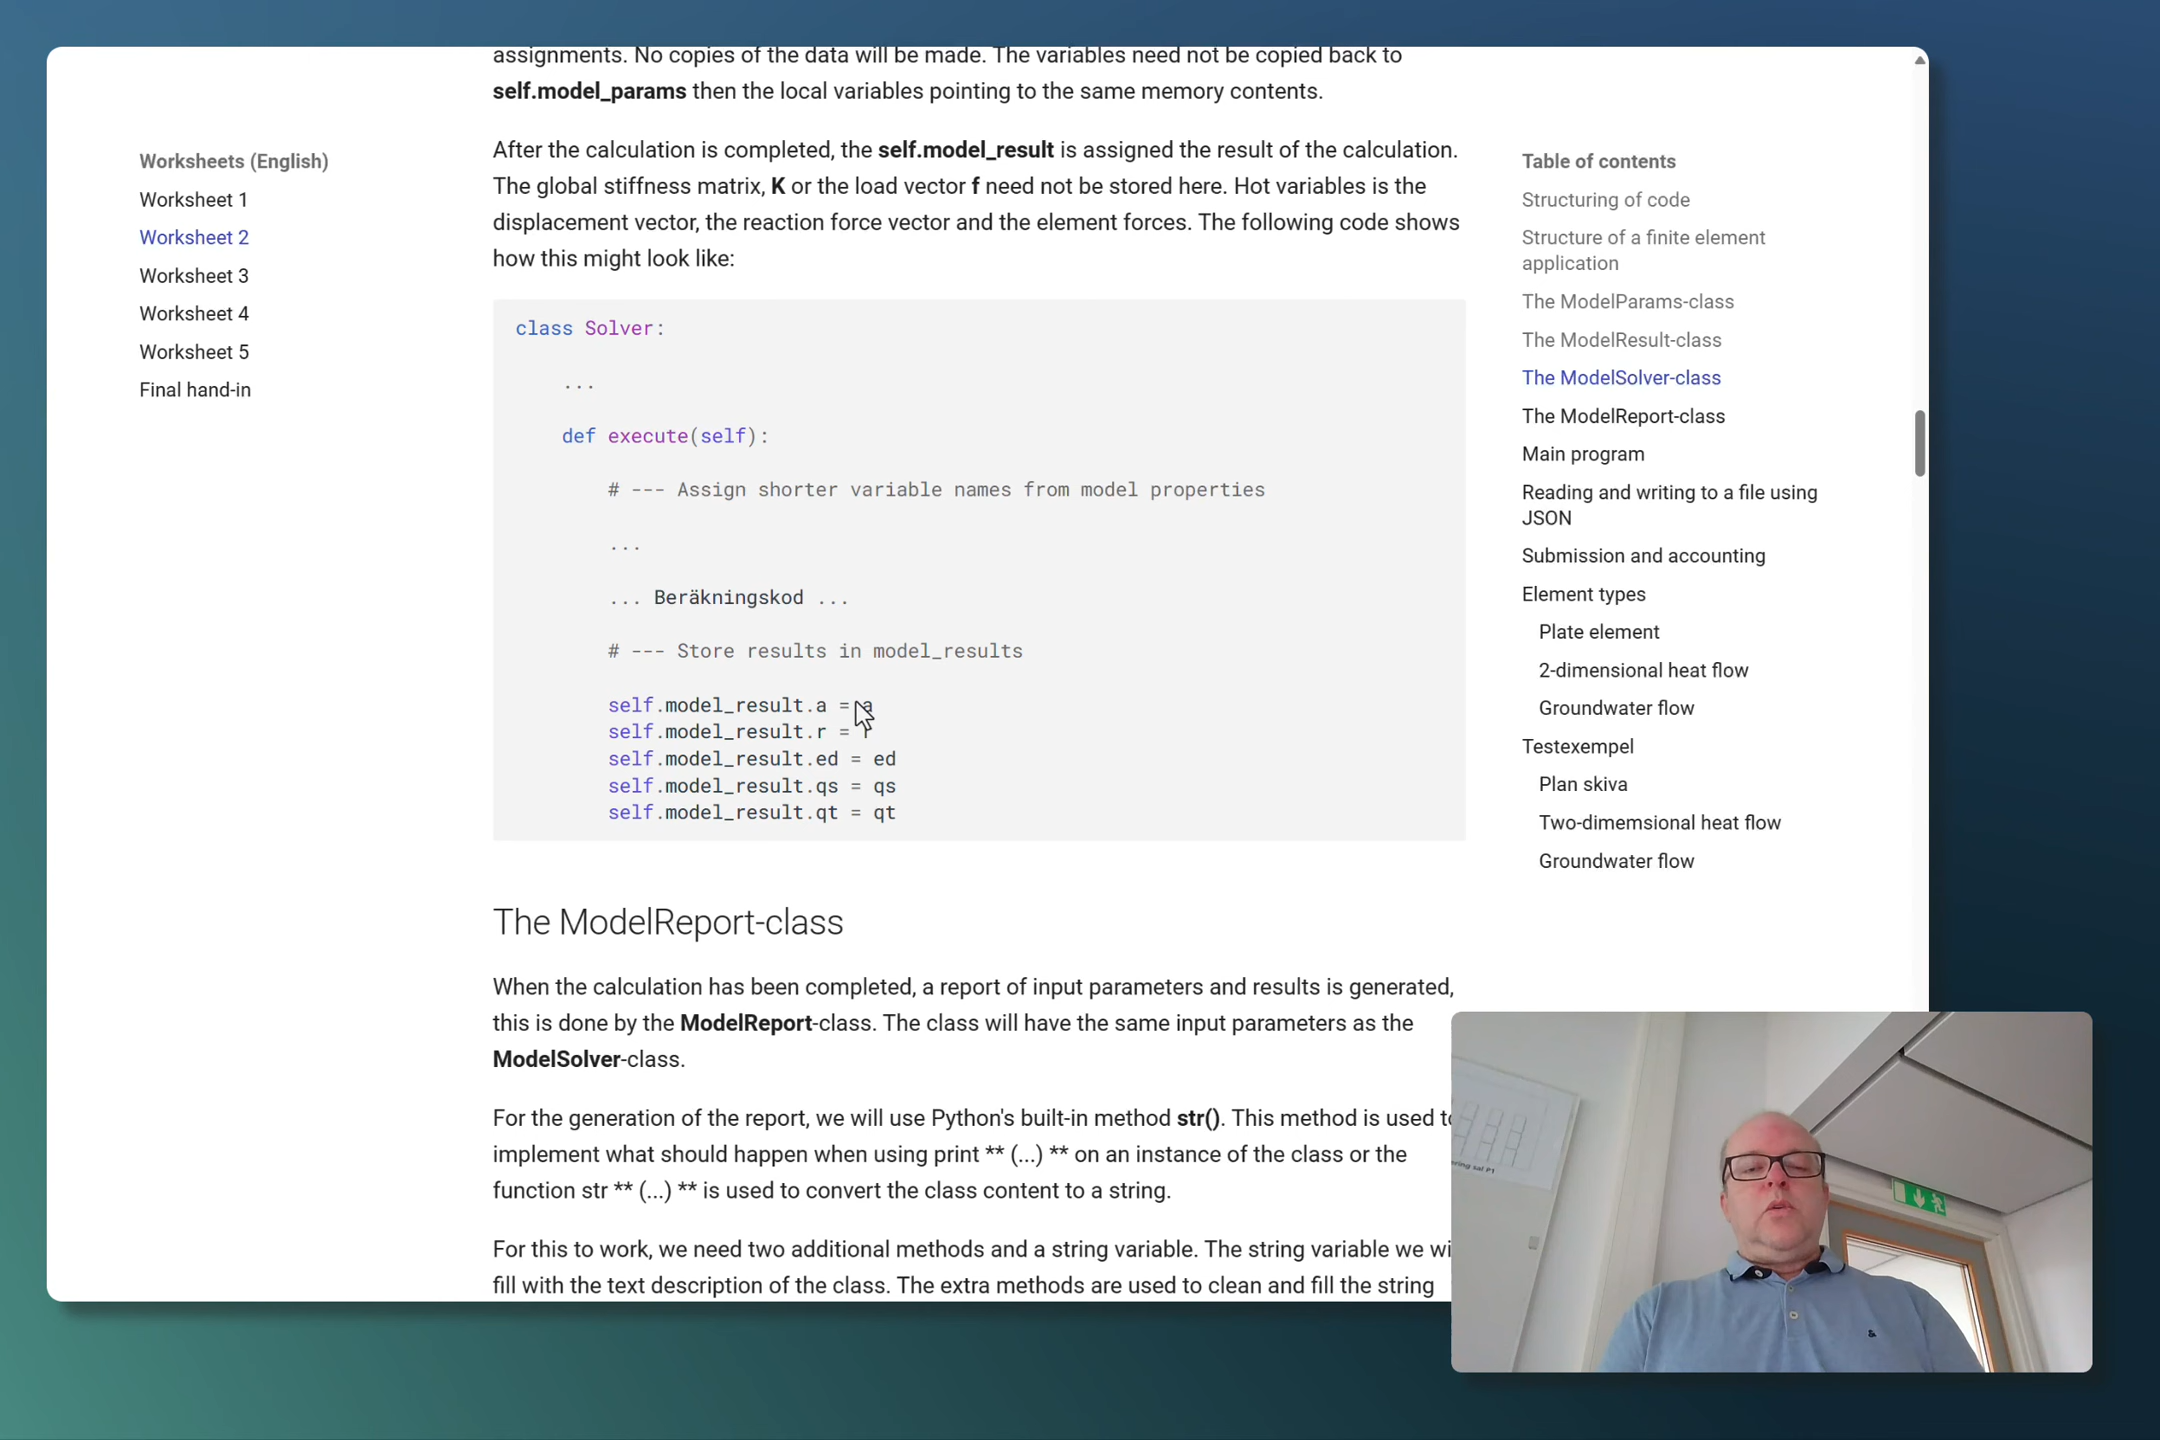 assignments. No copies of the data will be made. The variables need not be copied back to
self.model_params then the local variables pointing to the same memory contents.
Worksheets (English)
Worksheet 1
Worksheet 2
Worksheet 3
Worksheet 4
Worksheet 5
Final hand-in
After the calculation is completed, the self.model_result is assigned the result of the calculation.
The global stiffness matrix, K or the load vector f need not be stored here. Hot variables is the
displacement vector, the reaction force vector and the element forces. The following code shows
how this might look like:
class Solver:
...
def execute(self):
# --- Assign shorter variable names from model properties
...
... Beräkningskod ...
# --- Store results in model_results
self.model_result.a = a
self.model_result.r = r
self.model_result.ed = ed
self.model_result.qs = qs
self.model_result.qt = qt
The ModelReport-class
When the calculation has been completed, a report of input parameters and results is generated,
this is done by the ModelReport-class. The class will have the same input parameters as the
ModelSolver-class.
For the generation of the report, we will use Python's built-in method str(). This method is used to
implement what should happen when using print ** (...) ** on an instance of the class or the
function str ** (...) ** is used to convert the class content to a string.
For this to work, we need two additional methods and a string variable. The string variable we wi
fill with the text description of the class. The extra methods are used to clean and fill the string
Table of contents
Structuring of code
Structure of a finite element
application
The ModelParams-class
The ModelResult-class
The ModelSolver-class
The ModelReport-class
Main program
Reading and writing to a file using
JSON
Submission and accounting
Element types
Plate element
2-dimensional heat flow
Groundwater flow
Testexempel
Plan skiva
Two-dimemsional heat flow
Groundwater flow
sal P1